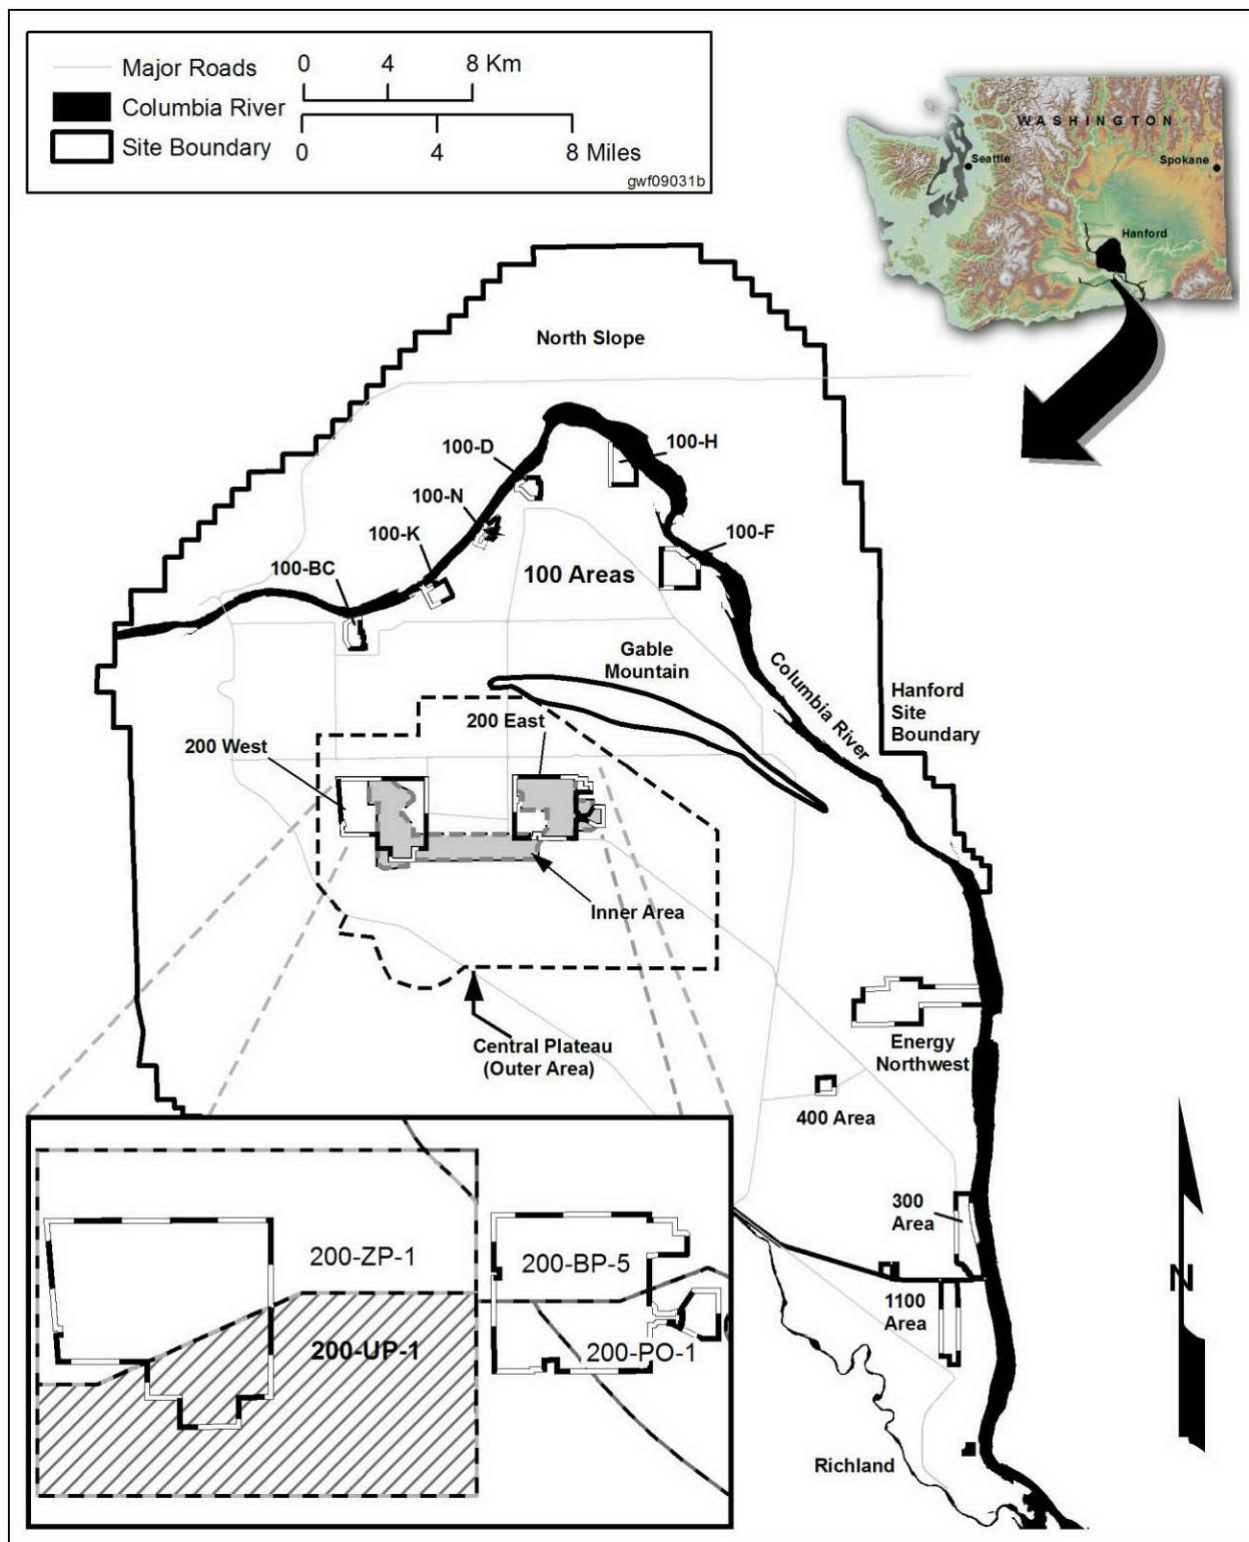 Major Roads
0 4 8 Km
Columbia River
Site Boundary
0 4 8 Miles
gwf09031b
WASHINGTON
Seattle
Spokane
Hanford
North Slope
100-D
100-H
100-N
100-F
100-K
100-BC
100 Areas
Gable
Mountain
Columbia River
Hanford
Site
Boundary
200 East
200 West
Inner Area
Central Plateau
(Outer Area)
Energy
Northwest
400 Area
300
Area
1100
Area
Richland
N
200-ZP-1
200-BP-5
200-UP-1
200-PO-1